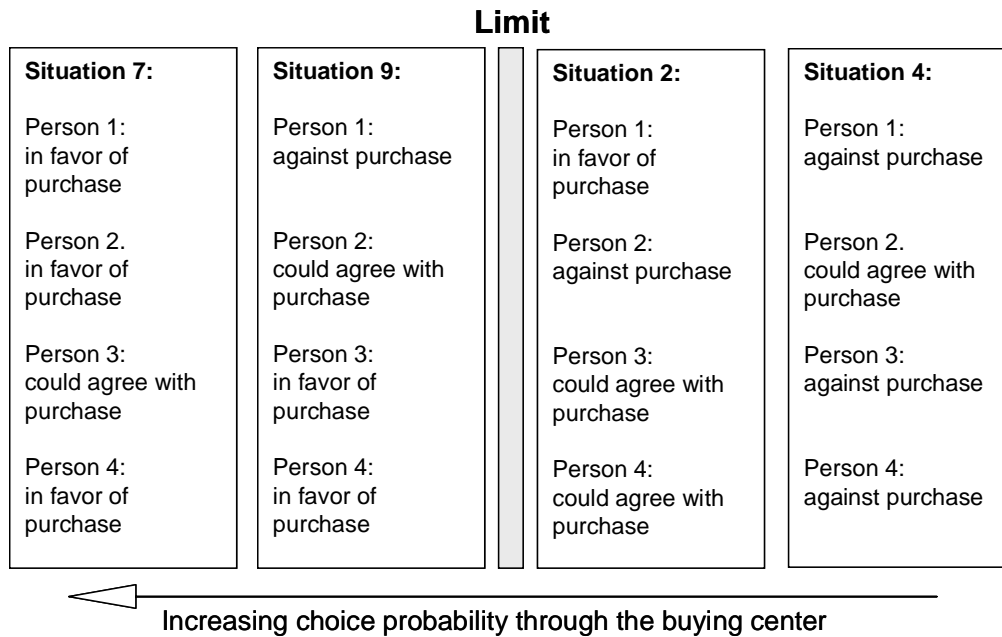 Limit
Situation 7:
Person 1:
in favor of
purchase
Person 2.
in favor of
purchase
Person 3:
could agree with
purchase
Person 4:
in favor of
purchase
Situation 9:
Person 1:
against purchase
Person 2:
could agree with
purchase
Person 3:
in favor of
purchase
Person 4:
in favor of
purchase
Situation 2:
Person 1:
in favor of
purchase
Person 2:
against purchase
Person 3:
could agree with
purchase
Person 4:
could agree with
purchase
Situation 4:
Person 1:
against purchase
Person 2.
could agree with
purchase
Person 3:
against purchase
Person 4:
against purchase
Increasing choice probability through the buying center